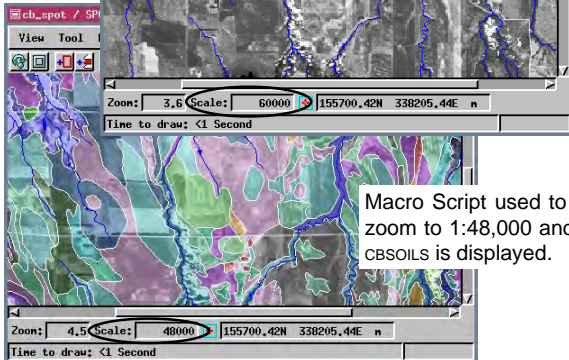 cb_spot / SP
View Tool
Zoom: 3.6 Scale: 60000 155700.42N 338205.44E m
Time to draw: <1 Second
Macro Script used to
zoom to 1:48,000 and
CBSOILS is displayed.
Zoom: 4.5 Scale: 48000 155700.42N 338205.44E m
Time to draw: <1 Second